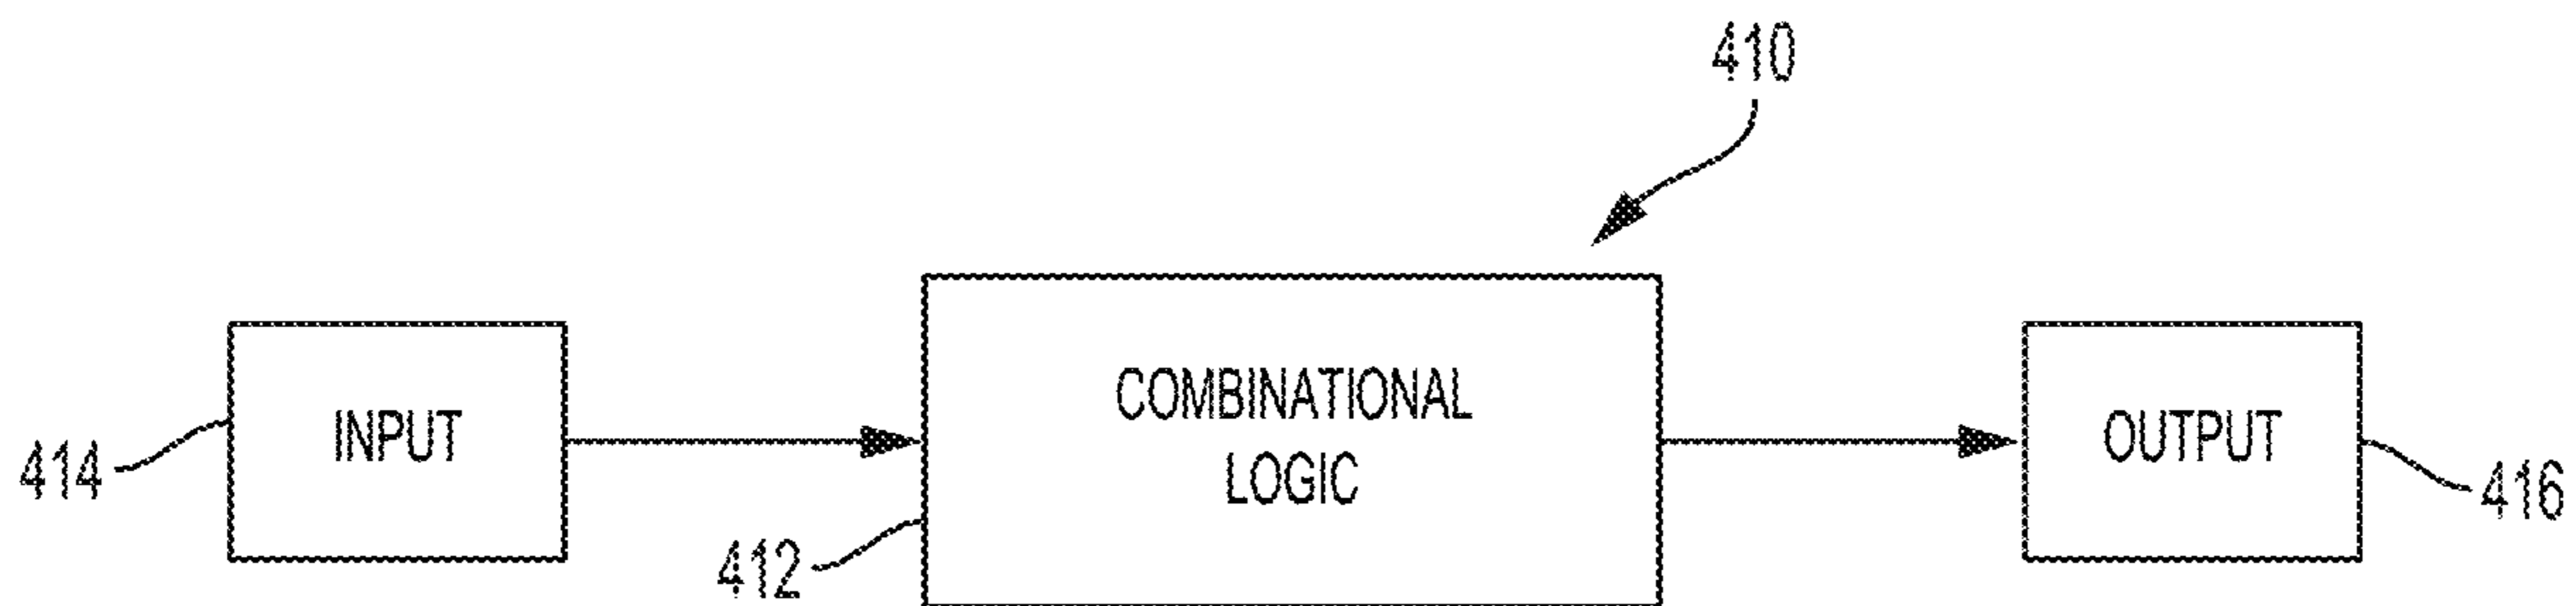 410
INPUT
COMBINATIONAL
LOGIC
OUTPUT
414
412
416